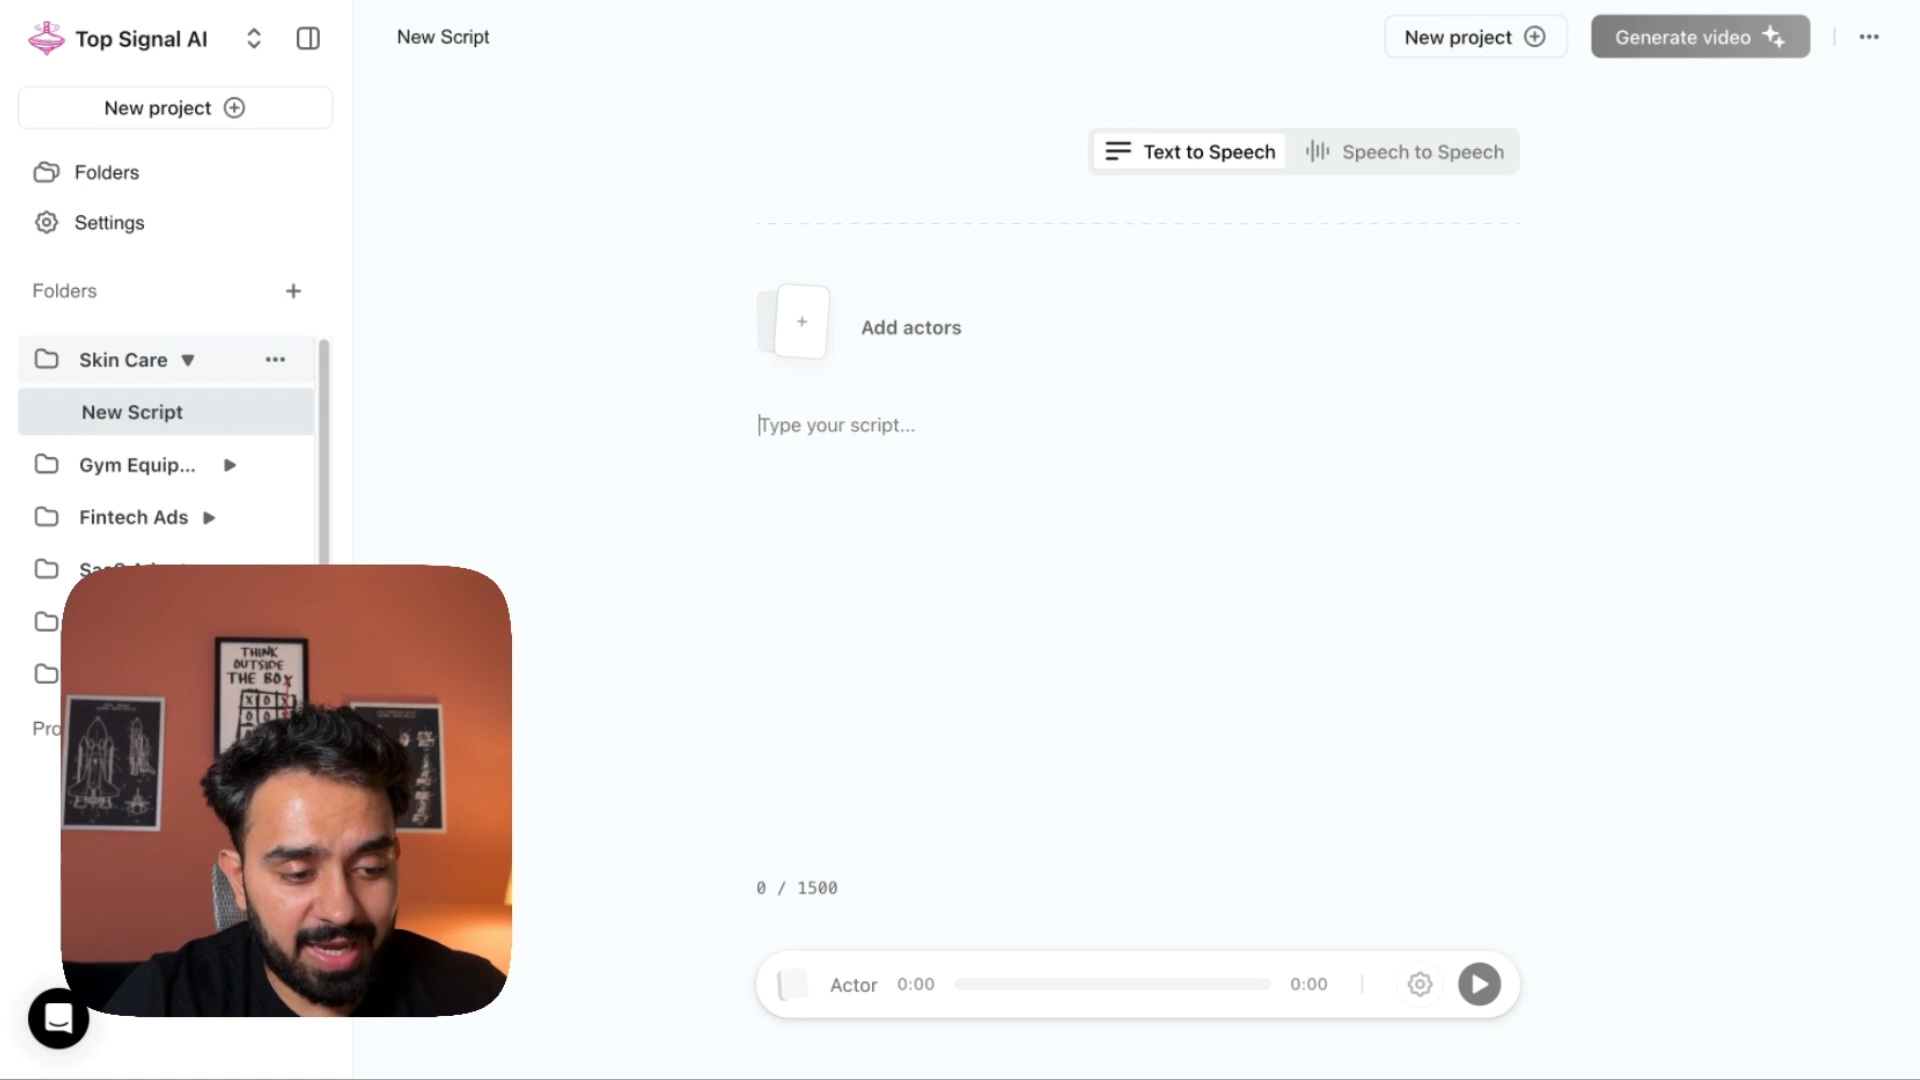 Top Signal AI
New Script
New project
Generate video
New project
Text to Speech
Speech to Speech
Folders
Settings
Folders
Add actors
Skin Care
New Script
Type your script...
Gym Equip...
Fintech Ads
THINK
OUTSIDE
THE BOX
0 / 1500
Actor 0:00 0:00